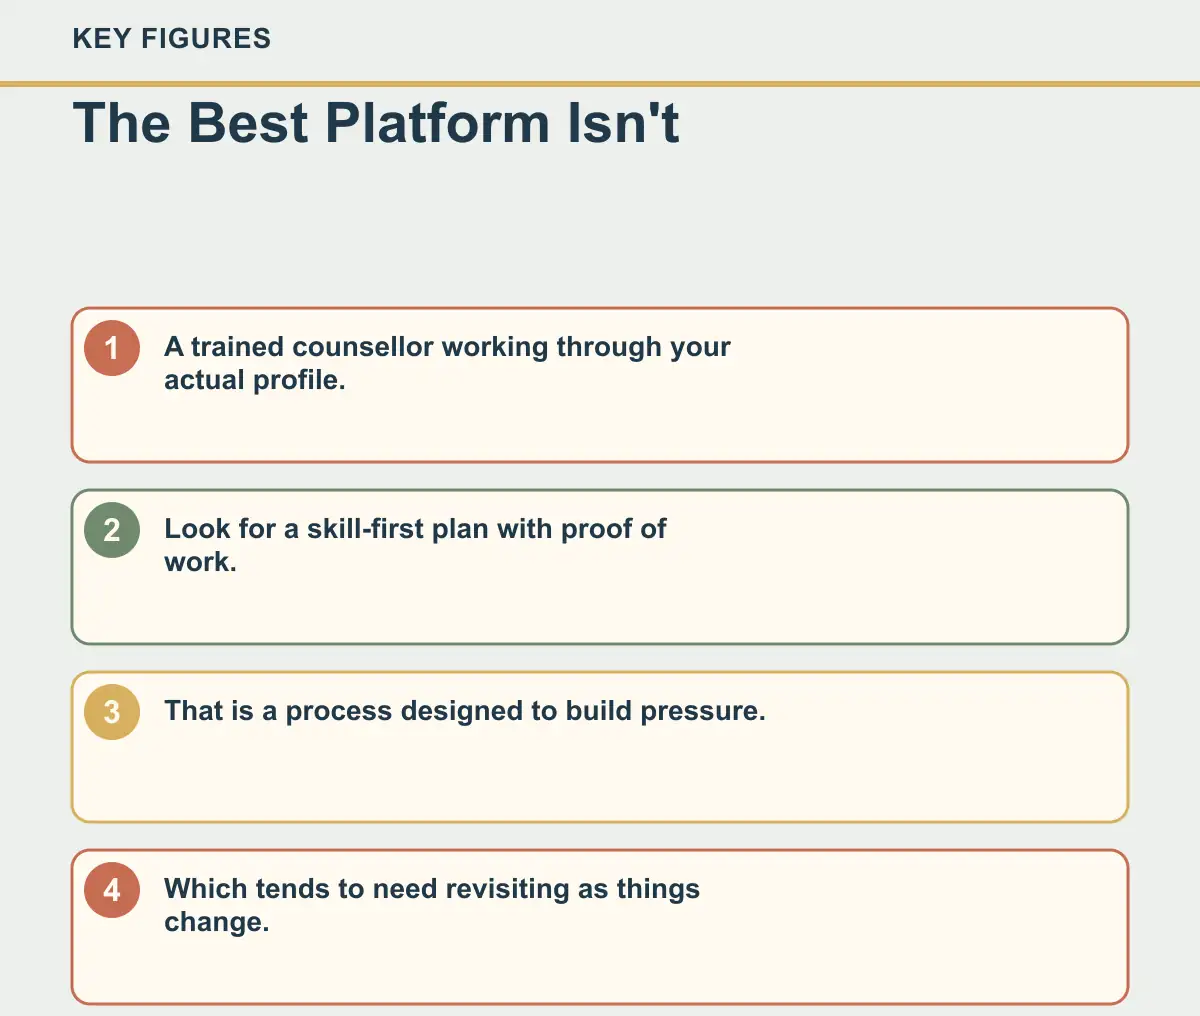 KEY FIGURES
The Best Platform Isn't
1
A trained counsellor working through your
actual profile.
2
Look for a skill-first plan with proof of
work.
3
That is a process designed to build pressure.
4
Which tends to need revisiting as things
change.